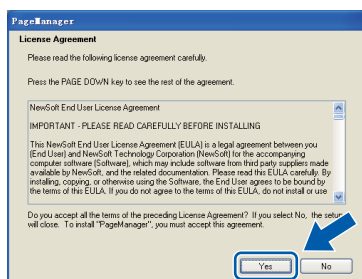 PageManager
License Agreement
Please read the following license agreement carefully.
Press the PAGE DOWN key to see the rest of the agreement.
NewSoft End User License Agreement
IMPORTANT - PLEASE READ CAREFULLY BEFORE INSTALLING
This NewSoft End User License Agreement (EULA) is a legal agreement between you
(End User) and NewSoft Technology Corporation (NewSoft) for the accompanying
computer software (Software), which may include software from third party suppliers made
available by NewSoft, and the related documentation. Please read this EULA carefully. By
installing, copying, or otherwise using the Software, the End User agrees to be bound by
the terms of this EULA. If you do not agree to the terms of this EULA, do not install or use
Do you accept all the terms of the preceding License Agreement? If you select No, the setup
will close. To install "PageManager", you must accept this agreement.
Yes
No